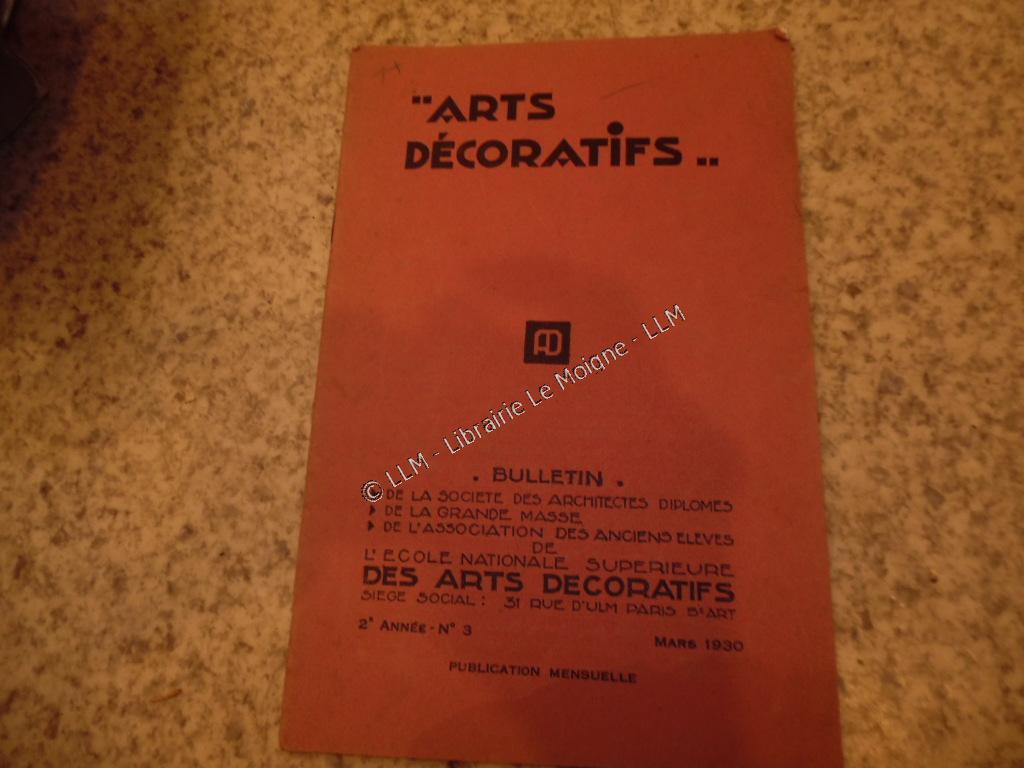 "ARTS
DÉCORATIFS ..
AD
© LLM - Librairie Le Moigne - LLM
. BULLETIN .
DE LA SOCIETE DES ARCHITECTES DIPLOMES
DE LA GRANDE MASSE
DE L'ASSOCIATION DES ANCIENS ELEVES
DE
L'ECOLE NATIONALE SUPERIEURE
DES ARTS DECORATIFS
SIEGE SOCIAL : 31 RUE D'ULM PARIS 5ᵉ ART
2ᵉ ANNÉE - N° 3
MARS 1930
PUBLICATION MENSUELLE